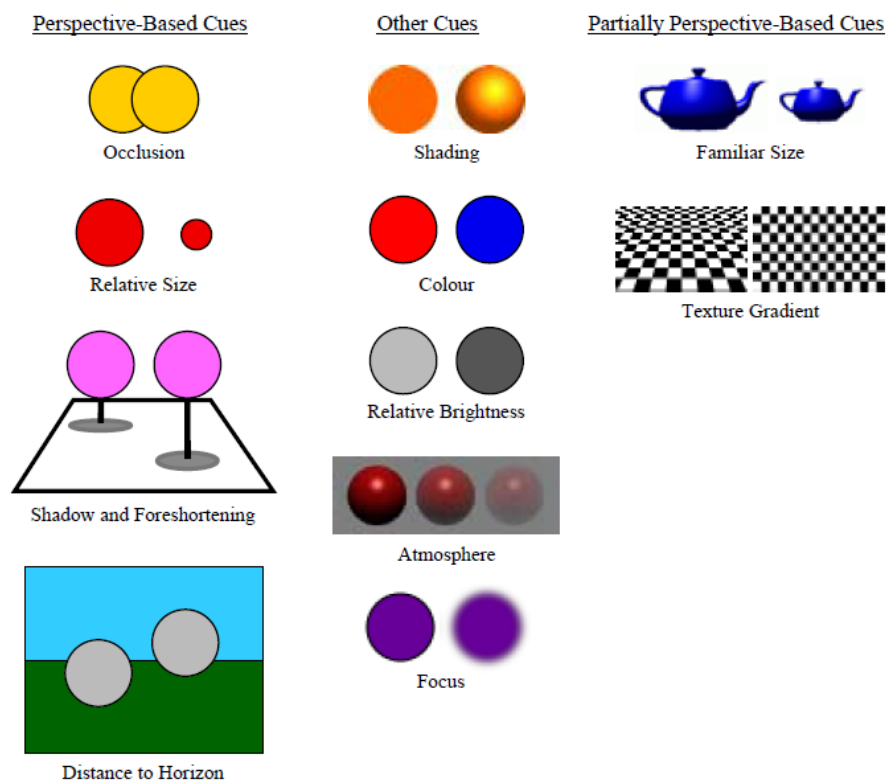 Perspective-Based Cues
Occlusion
Relative Size
Shadow and Foreshortening
Distance to Horizon
Other Cues
Shading
Colour
Relative Brightness
Atmosphere
Focus
Partially Perspective-Based Cues
Familiar Size
Texture Gradient